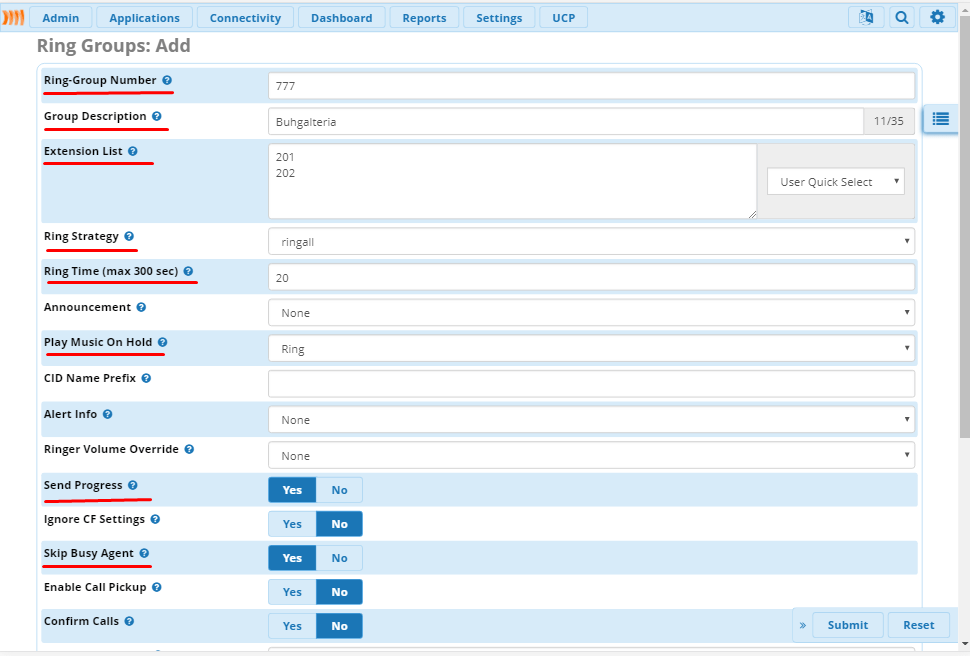 Admin Applications Connectivity Dashboard Reports Settings UCP
Ring Groups: Add
Ring-Group Number 777
Group Description Buhgalteria 11/35
Extension List 201
202
User Quick Select
Ring Strategy ringall
Ring Time (max 300 sec) 20
Announcement None
Play Music On Hold Ring
CID Name Prefix
Alert Info None
Ringer Volume Override None
Send Progress Yes No
Ignore CF Settings Yes No
Skip Busy Agent Yes No
Enable Call Pickup Yes No
Confirm Calls Yes No
» Submit Reset